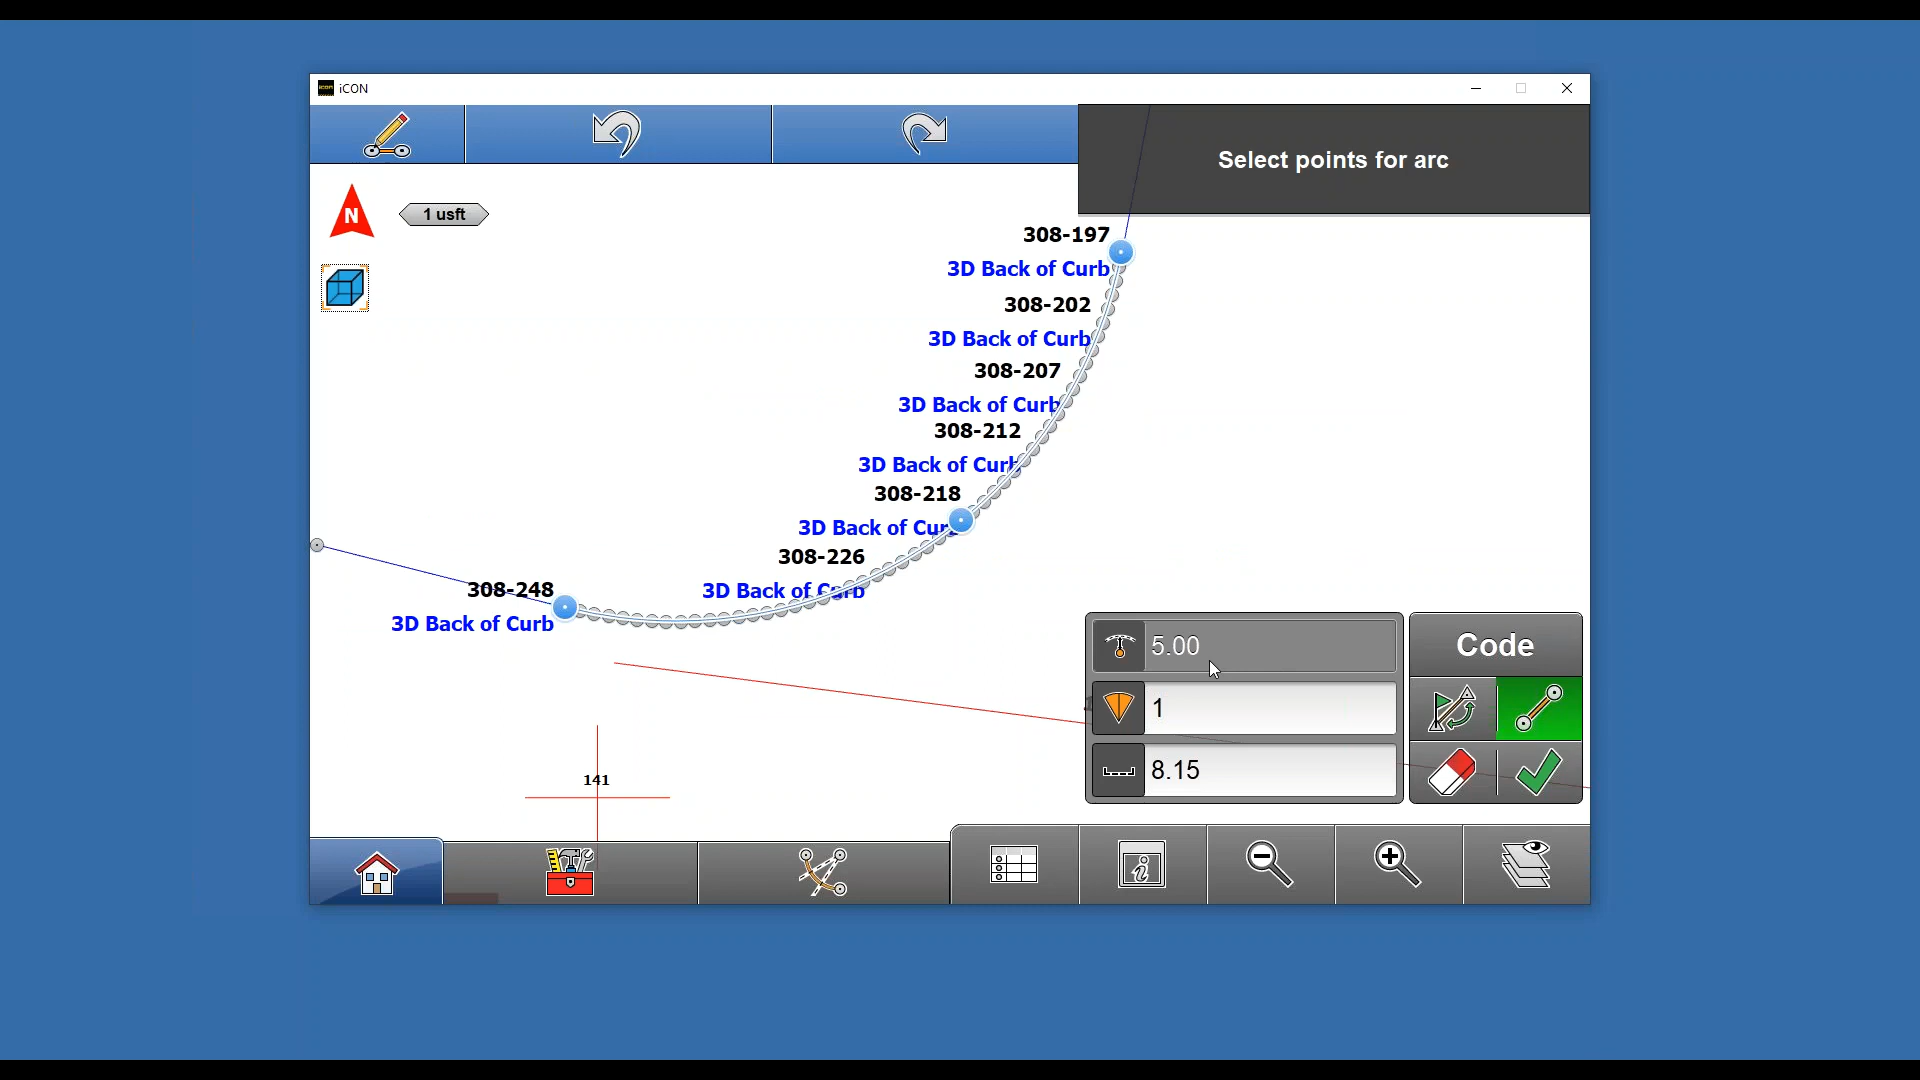 iCON
Select points for arc
N
1 usft
308-197
3D Back of Curb
308-202
3D Back of Curb
308-207
3D Back of Curb
308-212
3D Back of Curb
308-218
3D Back of Curb
308-226
3D Back of Curb
308-248
3D Back of Curb
5.00
Code
1
8.15
141